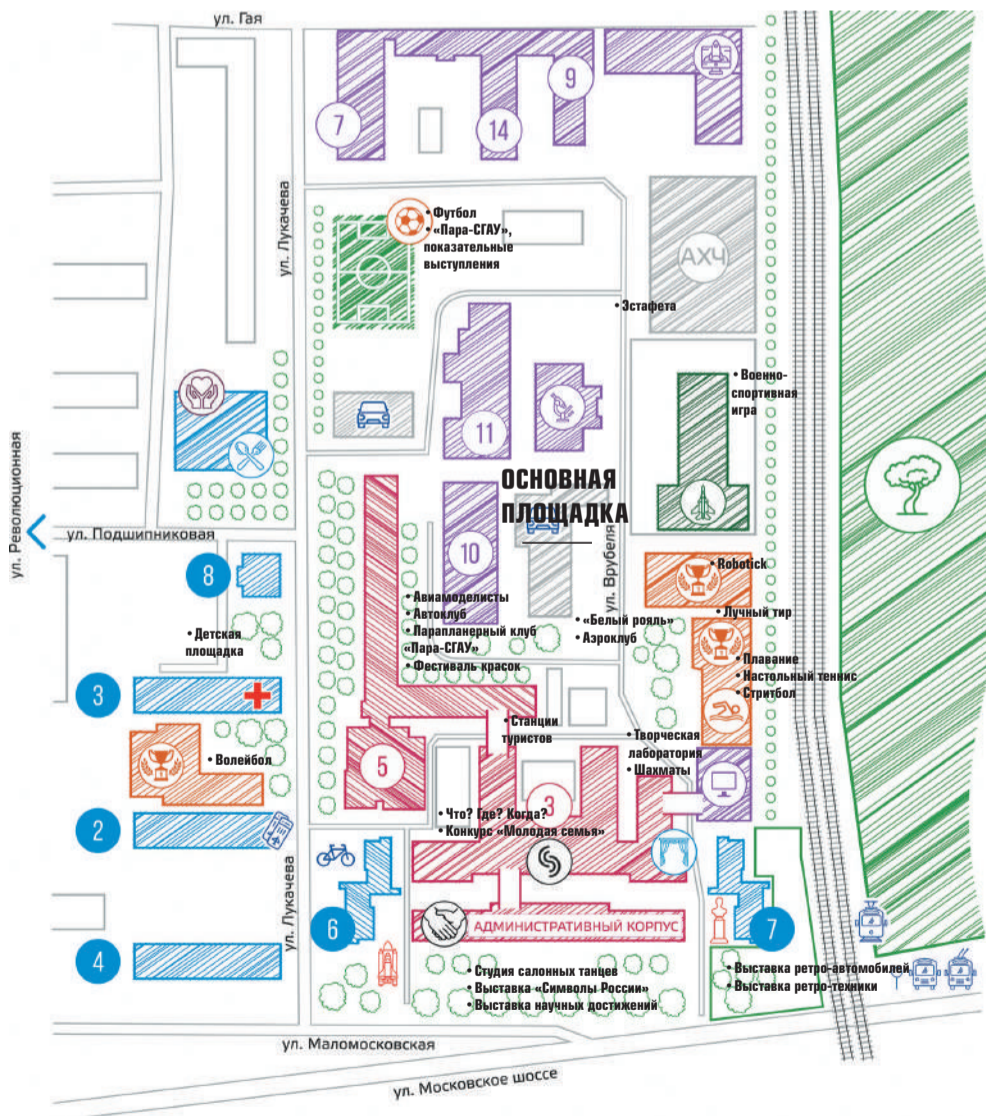 ул. Гая
7
14
9
ул. Лукачева
• Футбол
• «Пара-СГАУ»,
показательные
выступления
АХЧ
• Эстафета
• Военно-
спортивная
игра
11
ОСНОВНАЯ
ПЛОЩАДКА
10
ул. Революционная
ул. Подшипниковая
ул. Врубеля
8
• Детская
площадка
• Авиамоделисты
• Автоклуб
• Парапланерный клуб
«Пара-СГАУ»
• Фестиваль красок
• «Белый рояль»
• Аэроклуб
• Robotick
• Лучный тир
• Плавание
• Настольный теннис
• Стритбол
3
• Волейбол
5
• Станции
туристов
• Творческая
лаборатория
• Шахматы
3
• Что? Где? Когда?
• Конкурс «Молодая семья»
2
ул. Лукачева
6
7
АДМИНИСТРАТИВНЫЙ КОРПУС
4
• Студия салонных танцев
• Выставка «Символы России»
• Выставка научных достижений
• Выставка ретро-автомобилей
• Выставка ретро-техники
ул. Маломосковская
ул. Московское шоссе